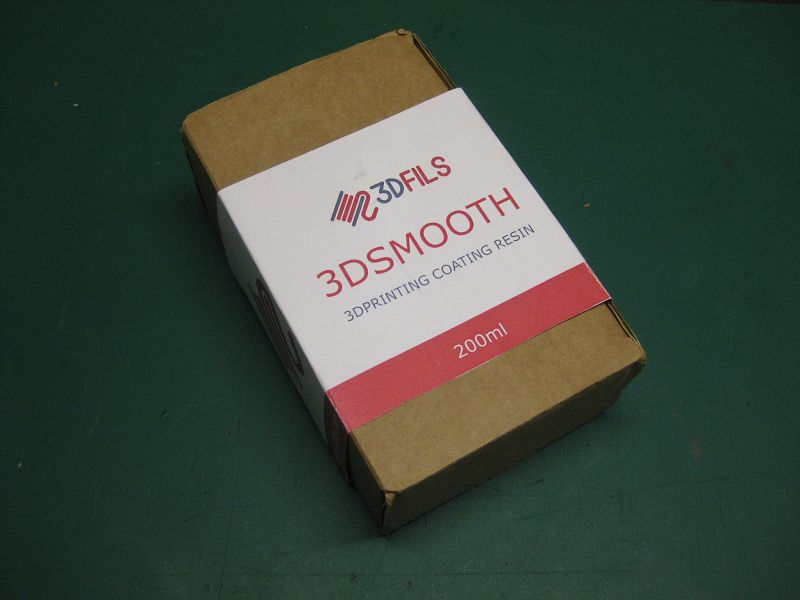 3DFILS
3DSMOOTH
3DPRINTING COATING RESIN
200ml